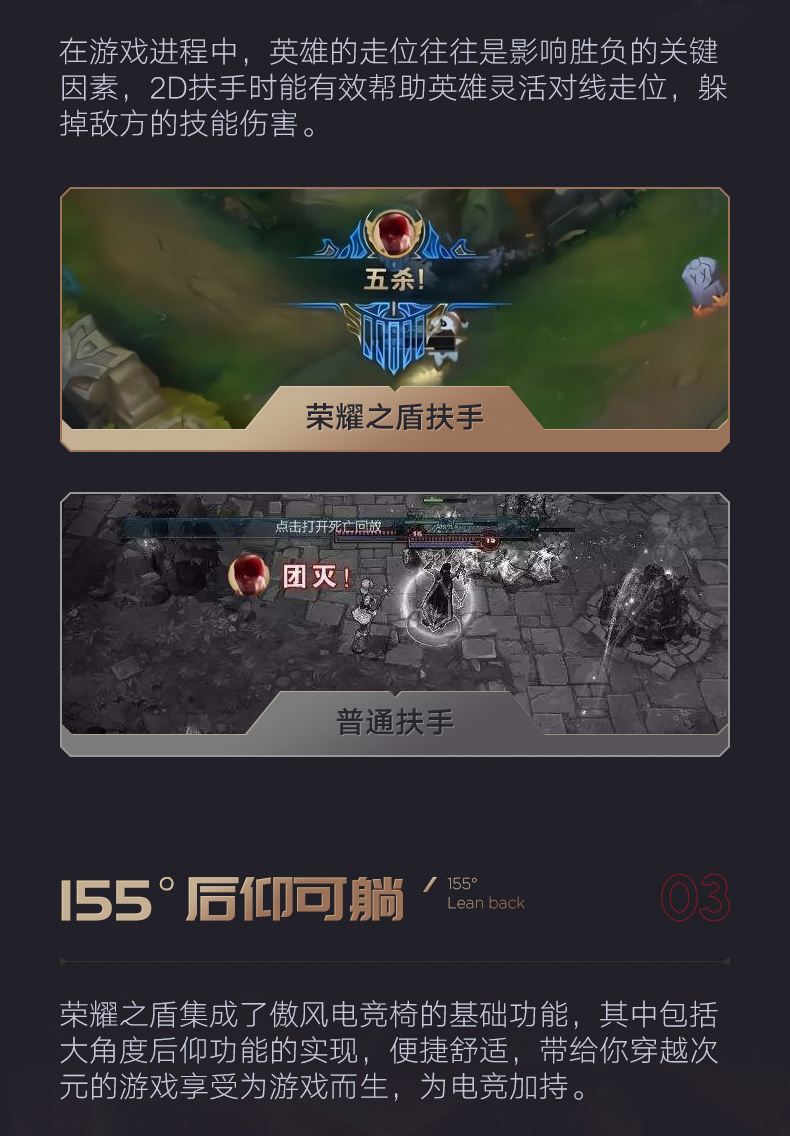 在游戏进程中，英雄的走位往往是影响胜负的关键
因素，2D扶手时能有效帮助英雄灵活对线走位，躲
掉敌方的技能伤害。
五杀!
荣耀之盾扶手
点击打开死亡回放
16
15
团灭!
普通扶手
155°后仰可躺
155°
Lean back
03
荣耀之盾集成了傲风电竞椅的基础功能，其中包括
大角度后仰功能的实现，便捷舒适，带给你穿越次
元的游戏享受为游戏而生，为电竞加持。